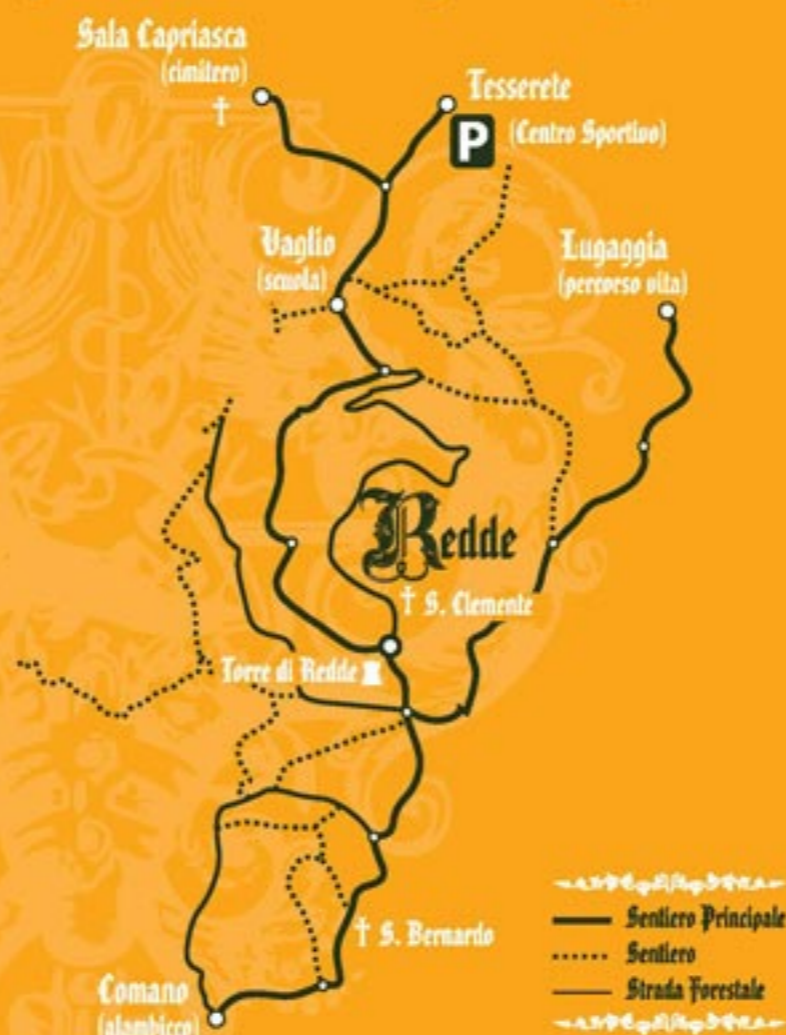 Sala Capriasca
(cimitero)
Tesserete
P
(Centro Sportivo)
Vaglio
(scuola)
Lugaggia
(percorso vita)
Redde
S. Clemente
Torre di Redde
S. Bernardo
Comano
(alambicco)
Sentiero Principale
Sentiero
Strada Forestale